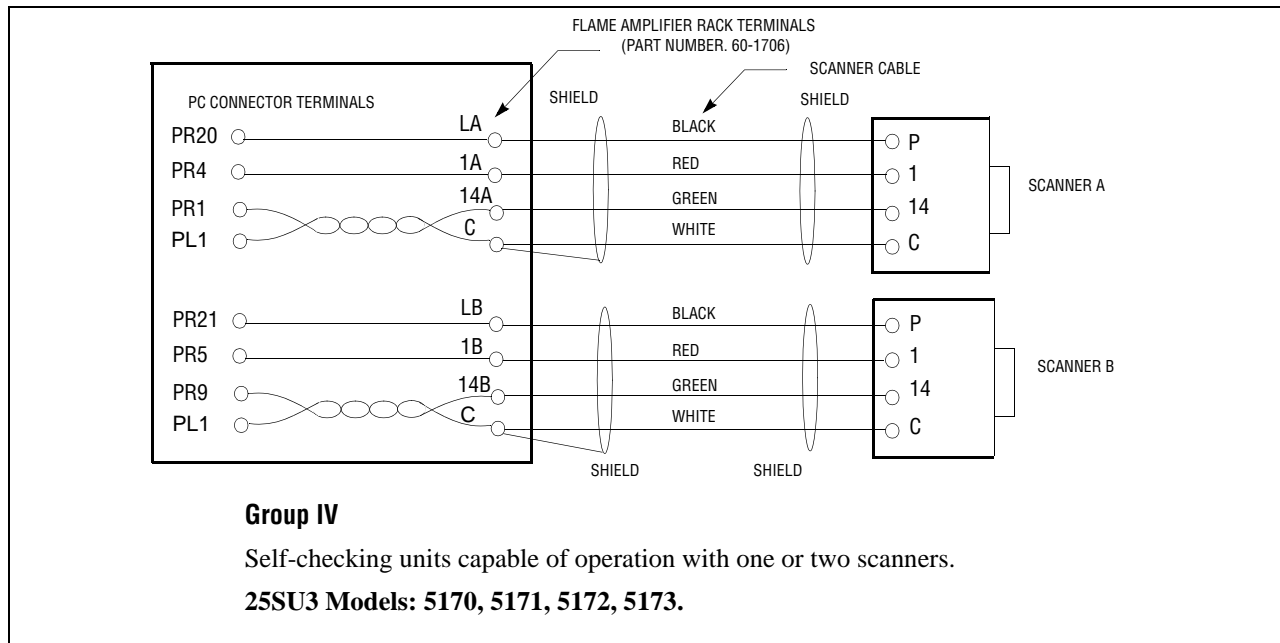 FLAME AMPLIFIER RACK TERMINALS
(PART NUMBER. 60-1706)
SCANNER CABLE
PC CONNECTOR TERMINALS
SHIELD
SHIELD
PR20
LA
BLACK
P
PR4
1A
RED
1
SCANNER A
PR1
14A
GREEN
14
PL1
C
WHITE
C
PR21
LB
BLACK
P
PR5
1B
RED
1
SCANNER B
PR9
14B
GREEN
14
PL1
C
WHITE
C
SHIELD
SHIELD
Group IV
Self-checking units capable of operation with one or two scanners.
25SU3 Models: 5170, 5171, 5172, 5173.